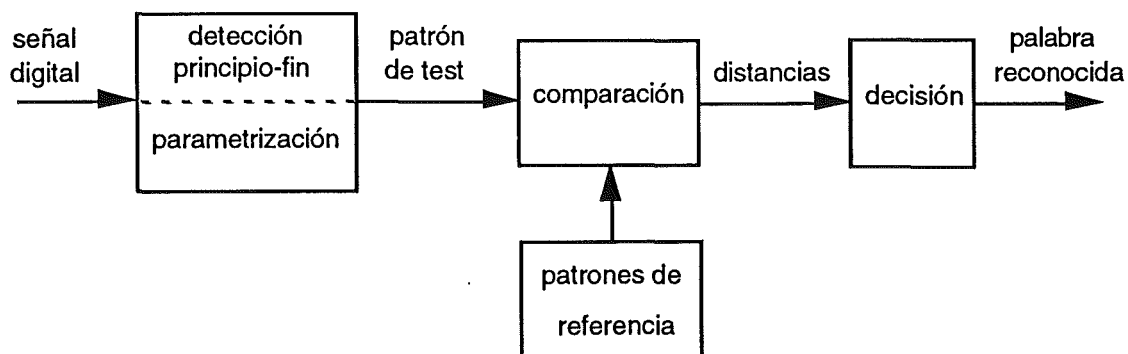 señal
digital
detección
principio-fin
parametrización
patrón
de test
comparación
distancias
decisión
palabra
reconocida
patrones de
referencia